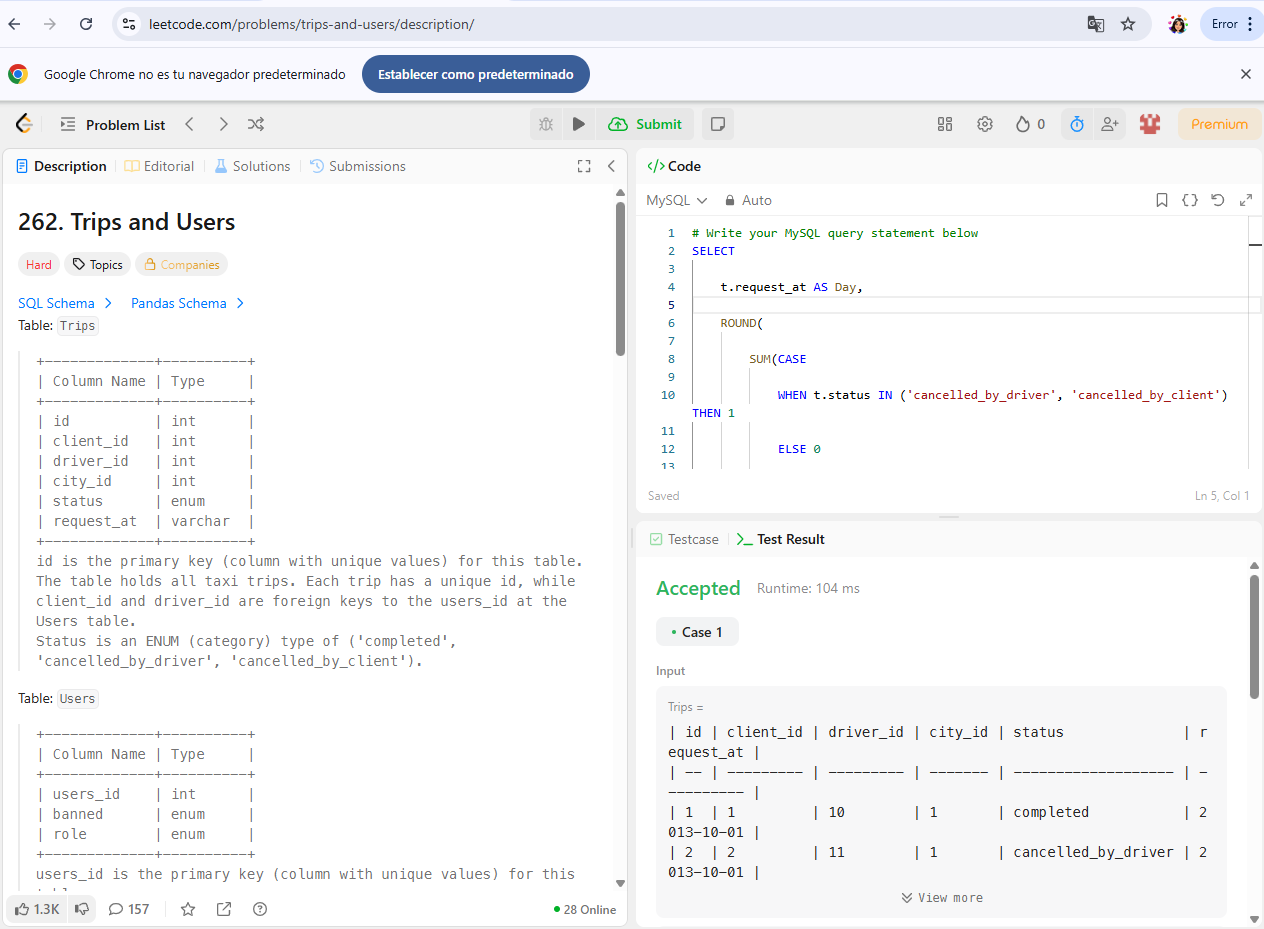 leetcode.com/problems/trips-and-users/description/
Error
Google Chrome no es tu navegador predeterminado
Establecer como predeterminado
Problem List
Submit
0
Premium
Description
Editorial
Solutions
Submissions
262. Trips and Users
Hard
Topics
Companies
SQL Schema
Pandas Schema
Table: Trips
+-------------+----------+
| Column Name | Type     |
+-------------+----------+
| id          | int      |
| client_id   | int      |
| driver_id   | int      |
| city_id     | int      |
| status      | enum     |
| request_at  | varchar  |
+-------------+----------+
id is the primary key (column with unique values) for this table.
The table holds all taxi trips. Each trip has a unique id, while
client_id and driver_id are foreign keys to the users_id at the
Users table.
Status is an ENUM (category) type of ('completed',
'cancelled_by_driver', 'cancelled_by_client').
Table: Users
+-------------+----------+
| Column Name | Type     |
+-------------+----------+
| users_id    | int      |
| banned      | enum     |
| role        | enum     |
+-------------+----------+
users_id is the primary key (column with unique values) for this
1.3K
157
28 Online
</> Code
MySQL
Auto
1 # Write your MySQL query statement below
2 SELECT
3
4 t.request_at AS Day,
5
6 ROUND(
7
8 SUM(CASE
9
10 WHEN t.status IN ('cancelled_by_driver', 'cancelled_by_client')
THEN 1
11
12 ELSE 0
13
Saved
Ln 5, Col 1
Testcase
Test Result
Accepted
Runtime: 104 ms
Case 1
Input
Trips =
| id | client_id | driver_id | city_id | status              | r
equest_at |
| -- | --------- | --------- | ------- | ------------------- | -
--------- |
| 1  | 1         | 10        | 1       | completed           | 2
013-10-01 |
| 2  | 2         | 11        | 1       | cancelled_by_driver | 2
013-10-01 |
View more